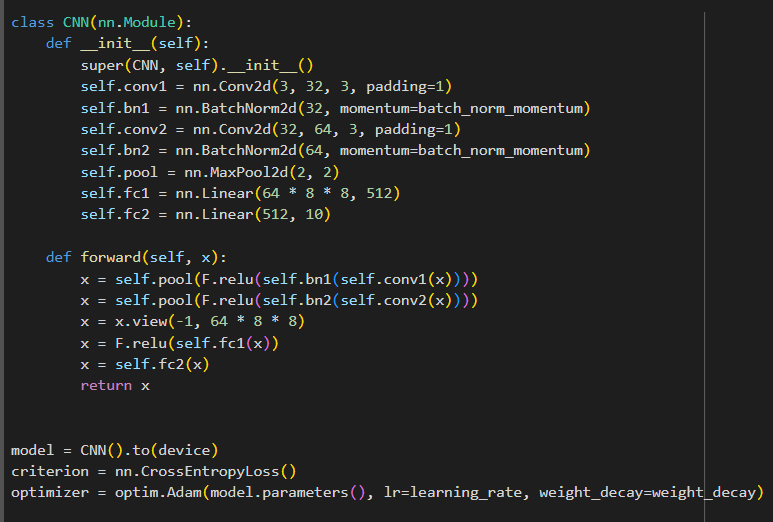 class CNN(nn.Module):
    def __init__(self):
        super(CNN, self).__init__()
        self.conv1 = nn.Conv2d(3, 32, 3, padding=1)
        self.bn1 = nn.BatchNorm2d(32, momentum=batch_norm_momentum)
        self.conv2 = nn.Conv2d(32, 64, 3, padding=1)
        self.bn2 = nn.BatchNorm2d(64, momentum=batch_norm_momentum)
        self.pool = nn.MaxPool2d(2, 2)
        self.fc1 = nn.Linear(64 * 8 * 8, 512)
        self.fc2 = nn.Linear(512, 10)

    def forward(self, x):
        x = self.pool(F.relu(self.bn1(self.conv1(x))))
        x = self.pool(F.relu(self.bn2(self.conv2(x))))
        x = x.view(-1, 64 * 8 * 8)
        x = F.relu(self.fc1(x))
        x = self.fc2(x)
        return x


model = CNN().to(device)
criterion = nn.CrossEntropyLoss()
optimizer = optim.Adam(model.parameters(), lr=learning_rate, weight_decay=weight_decay)